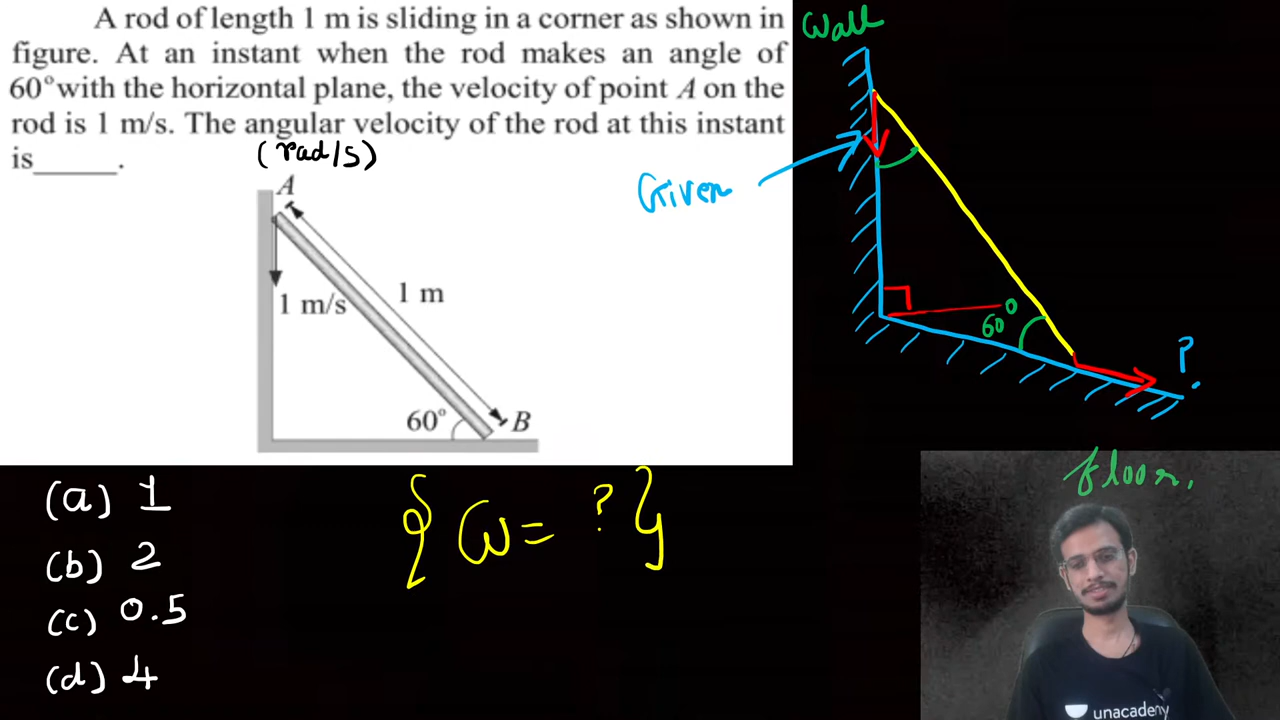 A rod of length 1 m is sliding in a corner as shown in
figure. At an instant when the rod makes an angle of
60°with the horizontal plane, the velocity of point A on the
rod is 1 m/s. The angular velocity of the rod at this instant
is______.
(rad/s)
A
1 m/s
1 m
60°
B
Wall
Given
60°
?
floor,
(a) 1
(b) 2
(c) 0.5
(d) 4
{ω= ?}
unacademy